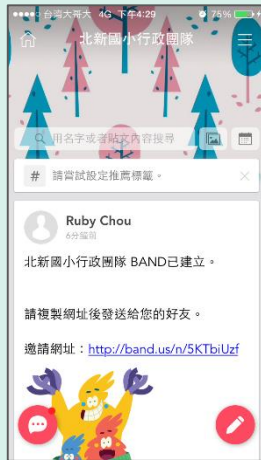 台灣大哥大 4G 下午4:29 75%
北新國小行政團隊
用名字或者貼文內容搜尋
# 請嘗試設定推薦標籤。
Ruby Chou
6分鐘前
北新國小行政團隊 BAND已建立。
請複製網址後發送給您的好友。
邀請網址：http://band.us/n/5KTbiUzf